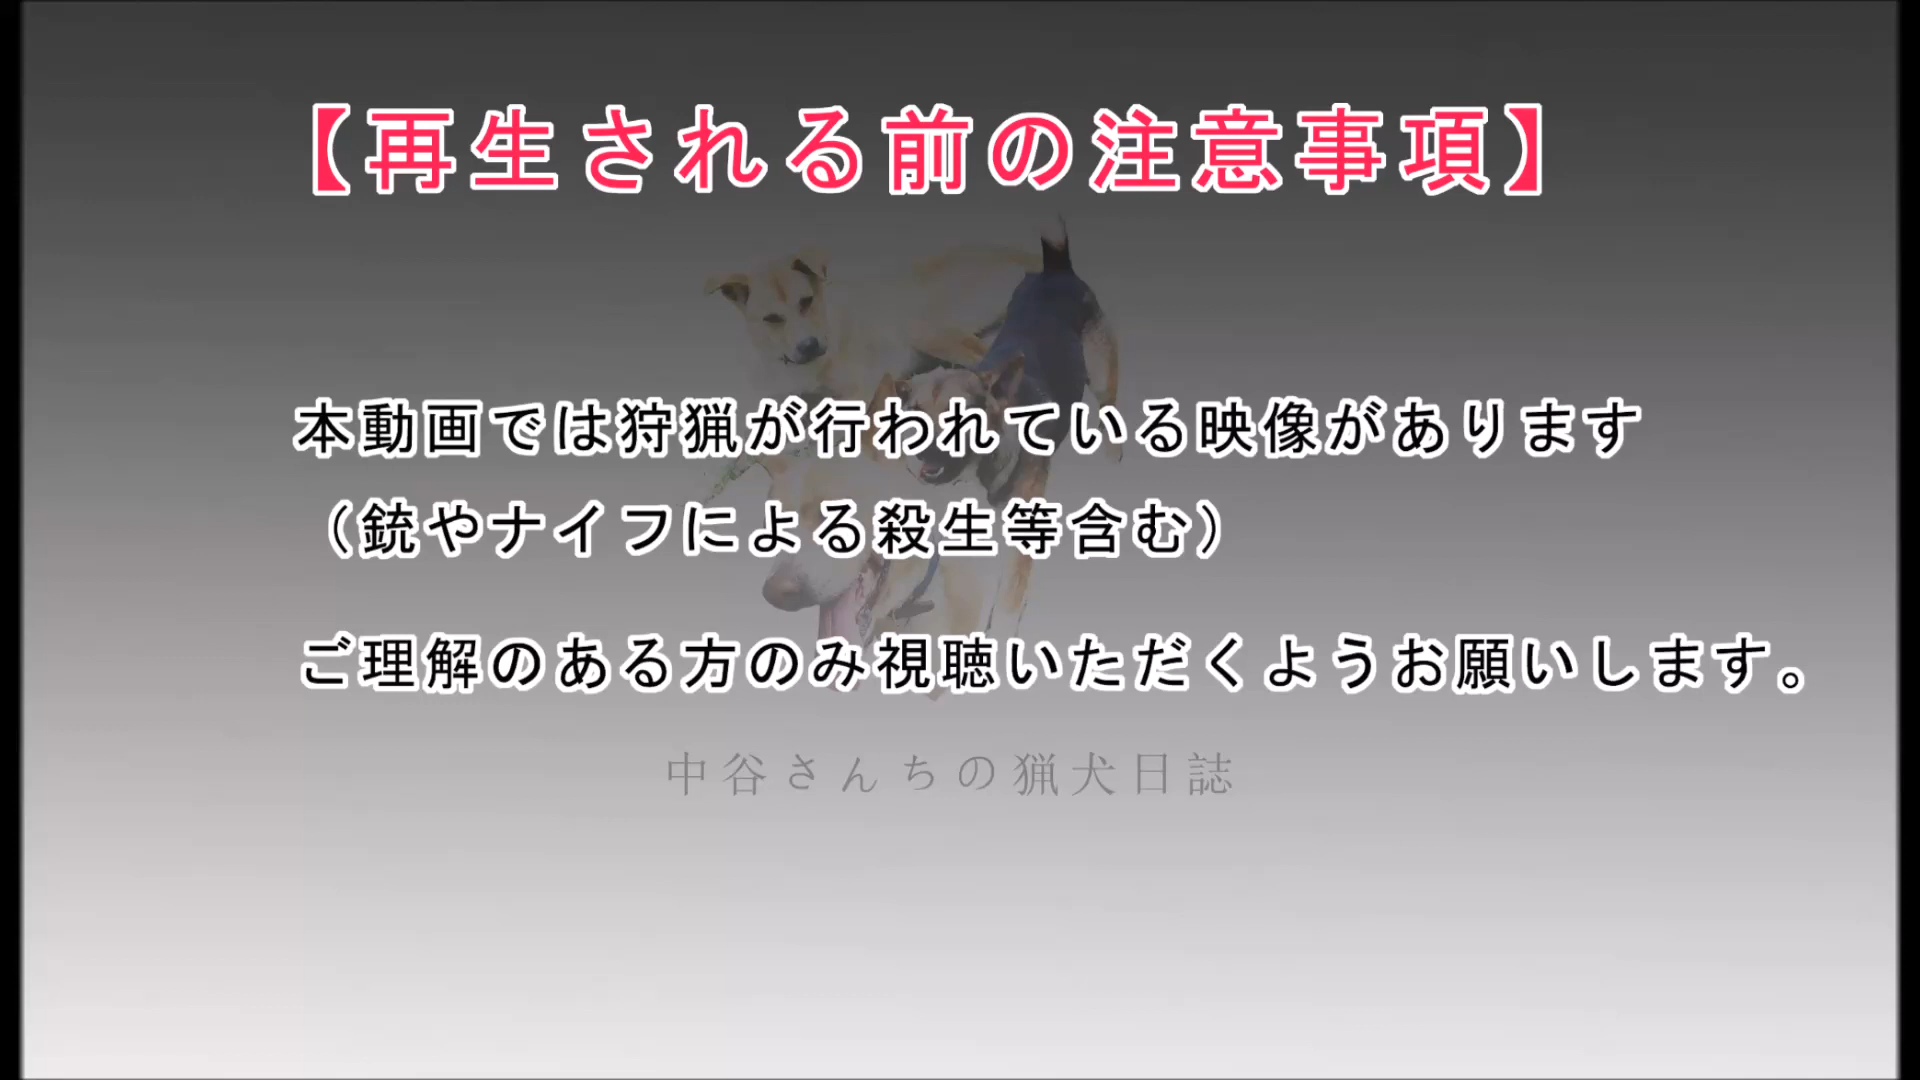 【再生される前の注意事項】
本動画では狩猟が行われている映像があります
（銃やナイフによる殺生等含む）
ご理解のある方のみ視聴いただくようお願いします。
中谷さんちの猟犬日誌